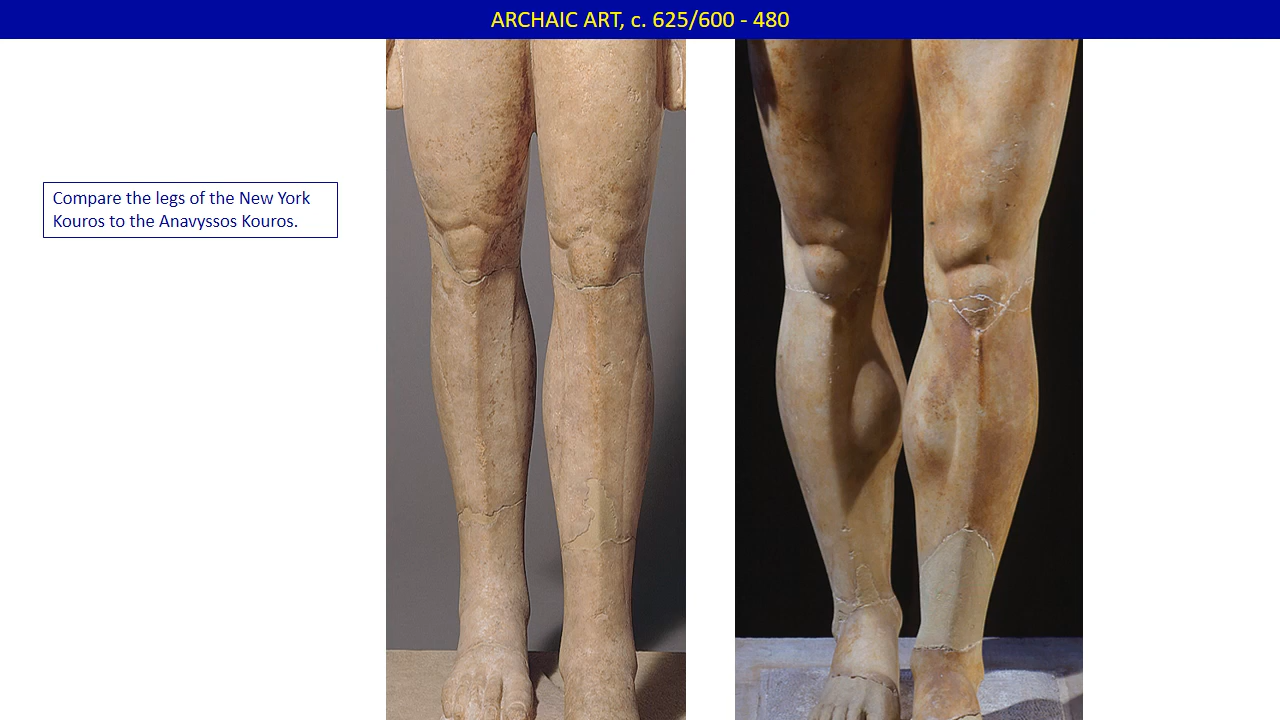 ARCHAIC ART, c. 625/600 - 480
Compare the legs of the New York
Kouros to the Anavyssos Kouros.